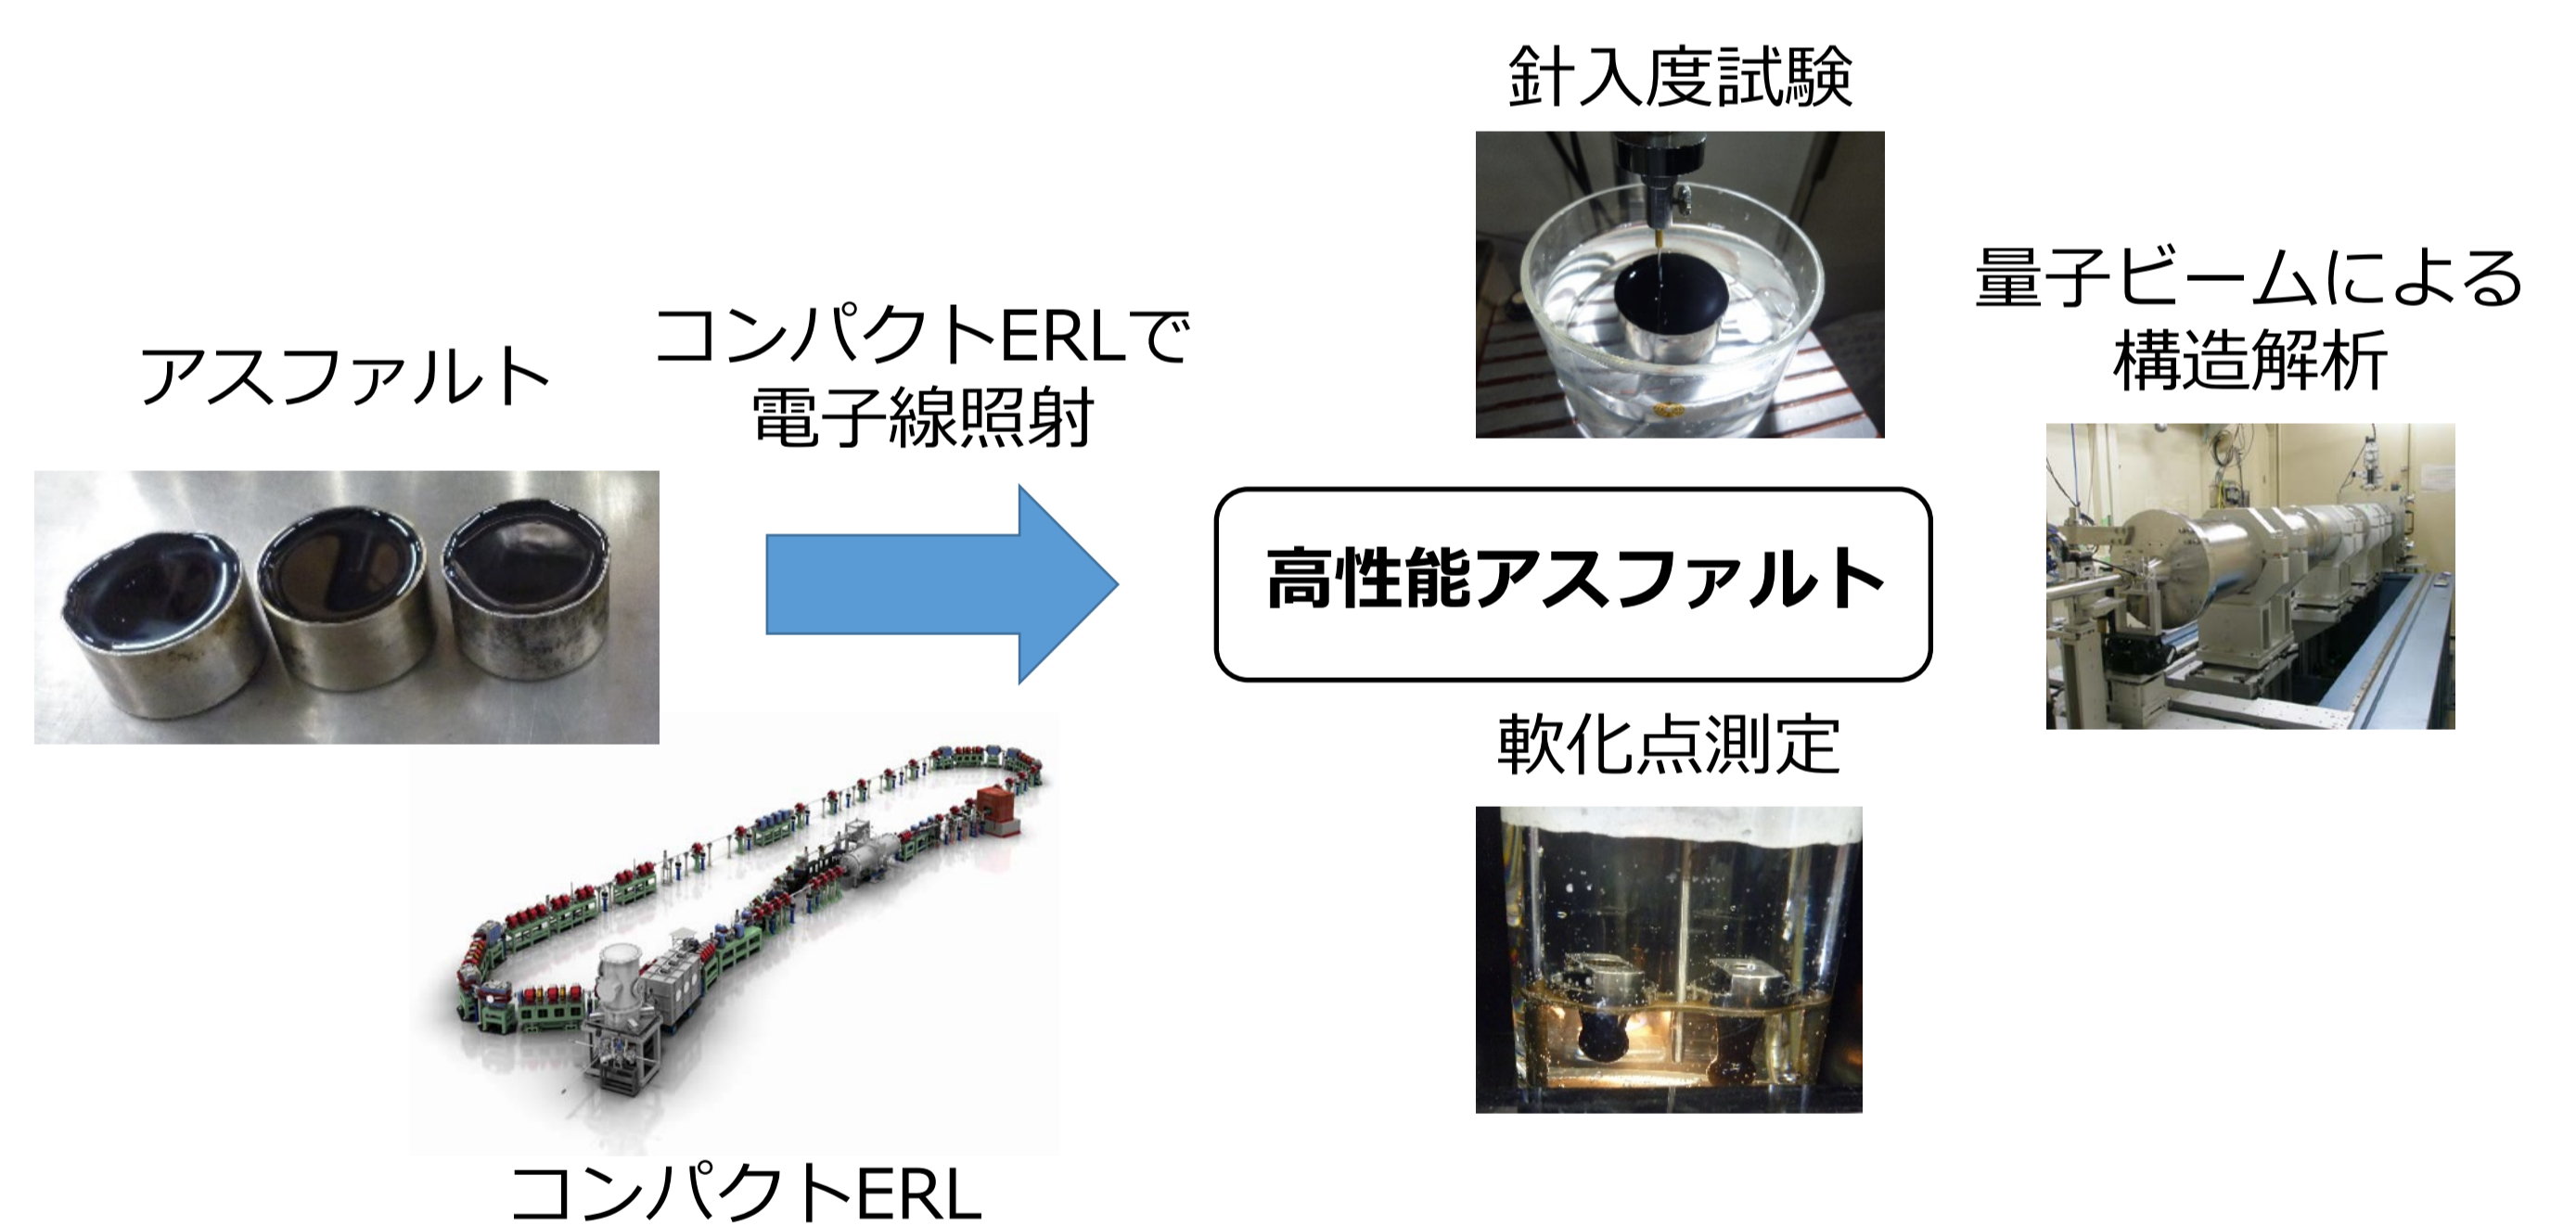 アスファルト
コンパクトERLで
電子線照射
コンパクトERL
針入度試験
高性能アスファルト
軟化点測定
量子ビームによる
構造解析